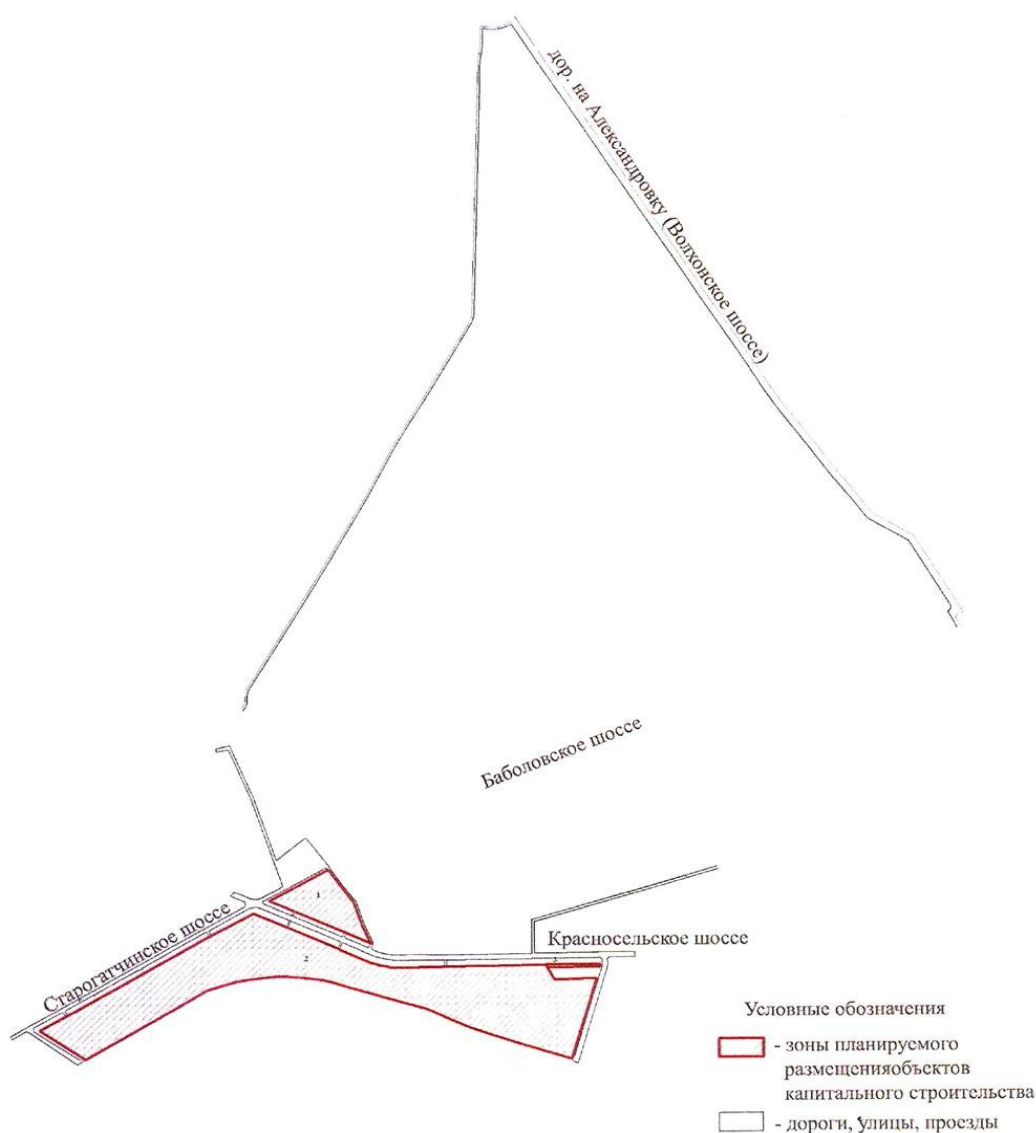 дор. на Александровку (Волхонское шоссе)
Баболовское шоссе
1
Красносельское шоссе
2
Старогатчинское шоссе
Условные обозначения
- зоны планируемого
размещенияобъектов
капитального строительства
- дороги, улицы, проезды